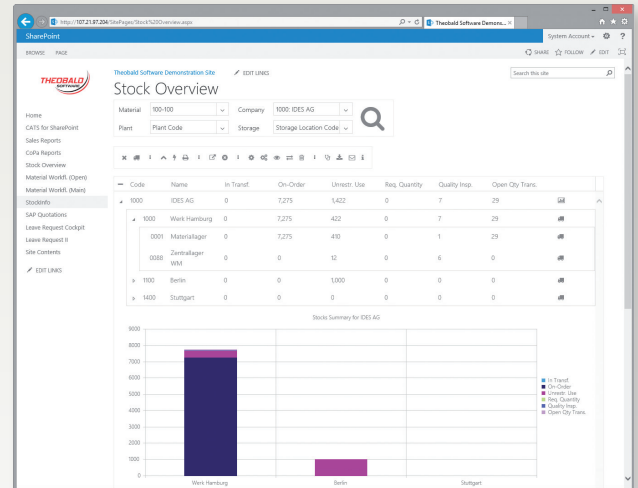 http://107.21.97.204/SitePages/Stock%20Overview.aspx
Theobald Software Demons...
SharePoint
System Account
BROWSE PAGE
SHARE FOLLOW EDIT
THEOBALD
SOFTWARE
Theobald Software Demonstration Site EDIT LINKS
Search this site
Stock Overview
Material 100-100 Company 1000: IDES AG
Plant Plant Code Storage Storage Location Code
Home
CATS for SharePoint
Sales Reports
CoPa Reports
Stock Overview
Material Workfl. (Open)
Material Workfl. (Main)
StockInfo
SAP Quotations
Leave Request Cockpit
Leave Request II
Site Contents
EDIT LINKS
Code Name In Transf. On-Order Unrestr. Use Req. Quantity Quality Insp. Open Qty Trans.
1000 IDES AG 0 7,275 1,422 0 7 29
1000 Werk Hamburg 0 7,275 422 0 7 29
0001 Materiallager 0 7,275 410 0 1 29
0088 Zentrallager WM 0 0 12 0 6 0
1100 Berlin 0 0 1,000 0 0 0
1400 Stuttgart 0 0 0 0 0 0
Stocks Summary for IDES AG
9000
8000
7000
6000
5000
4000
3000
2000
1000
0
Werk Hamburg Berlin Stuttgart
In Transf.
On-Order
Unrestr. Use
Req. Quantity
Quality Insp.
Open Qty Trans.